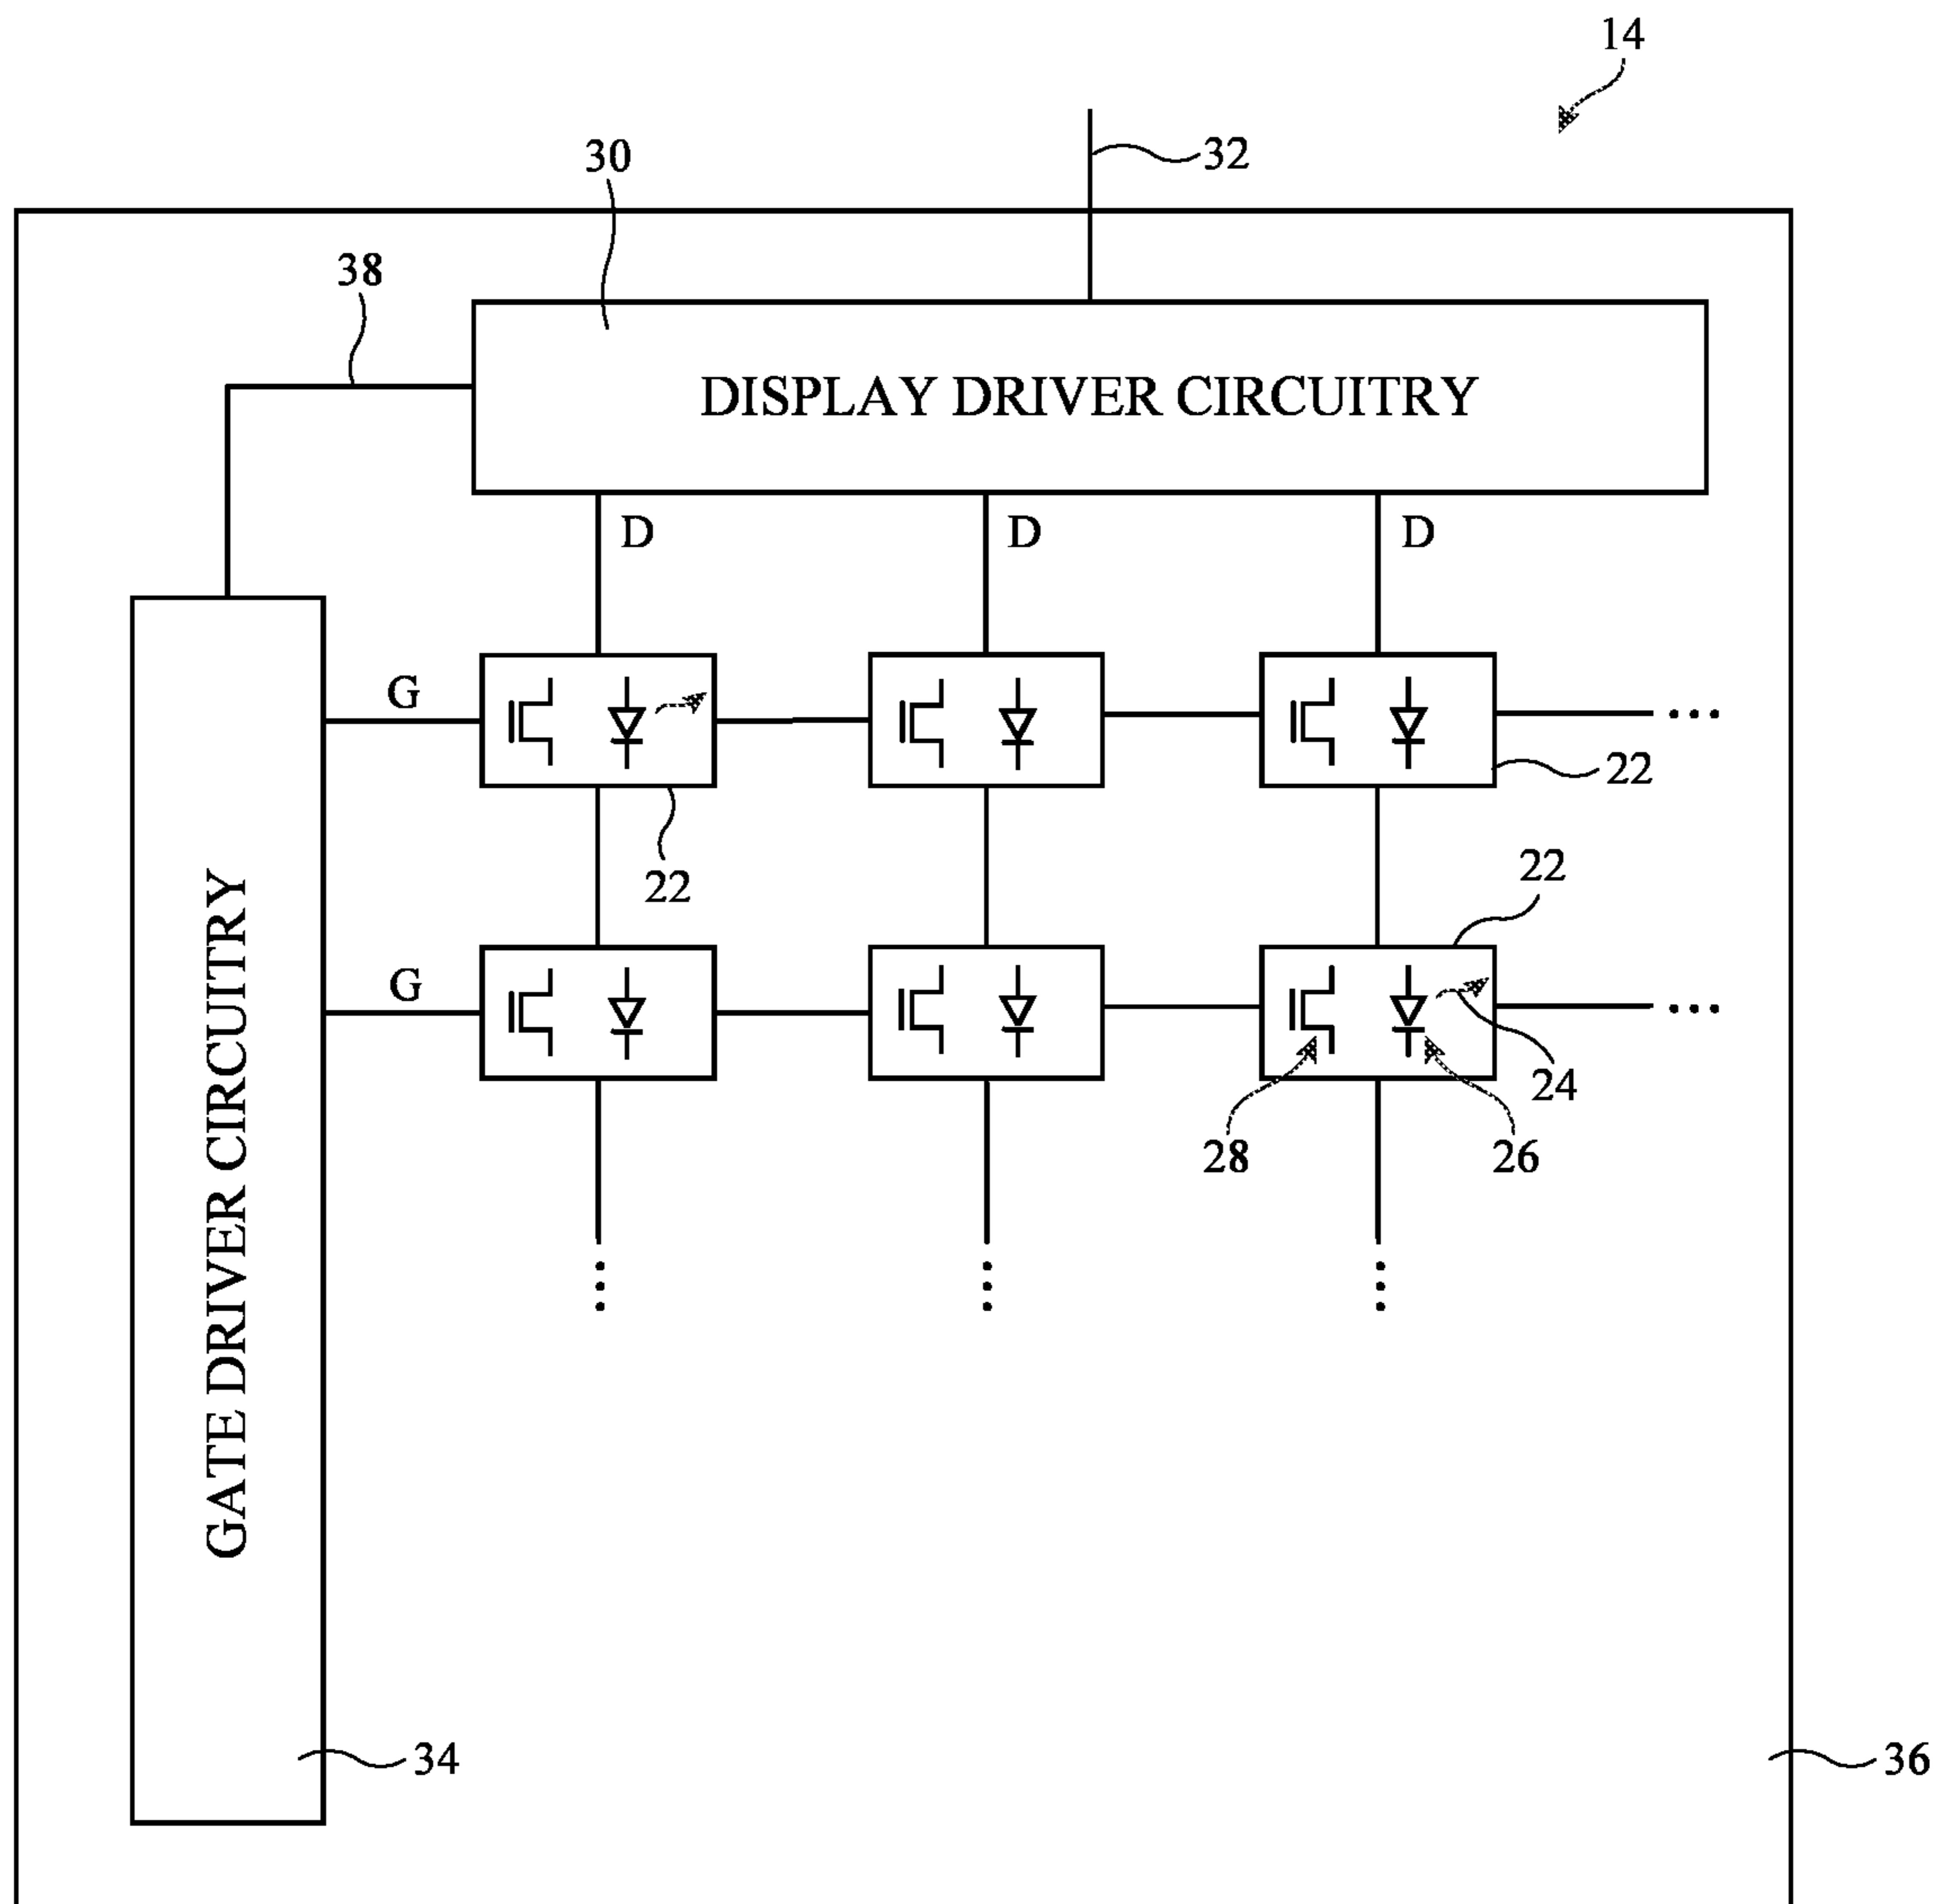 14
32
30
38
DISPLAY DRIVER CIRCUITRY
D D D
G
22
22
22
G
24
28 26
GATE DRIVER CIRCUITRY
34 36